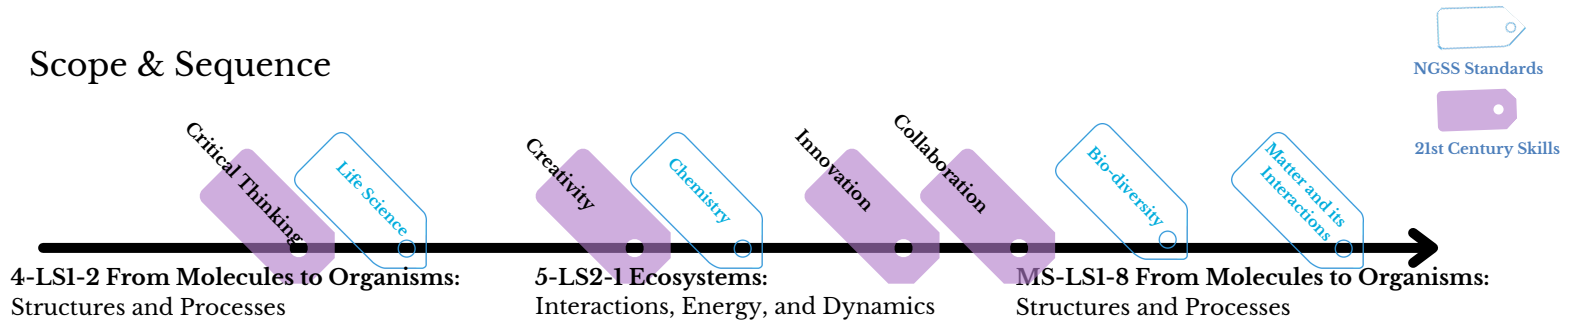 Scope & Sequence
NGSS Standards
21st Century Skills
Critical Thinking
Life Science
Creativity
Chemistry
Innovation
Collaboration
Bio-diversity
Matter and its
Interactions
4-LS1-2 From Molecules to Organisms:
Structures and Processes
5-LS2-1 Ecosystems:
Interactions, Energy, and Dynamics
MS-LS1-8 From Molecules to Organisms:
Structures and Processes